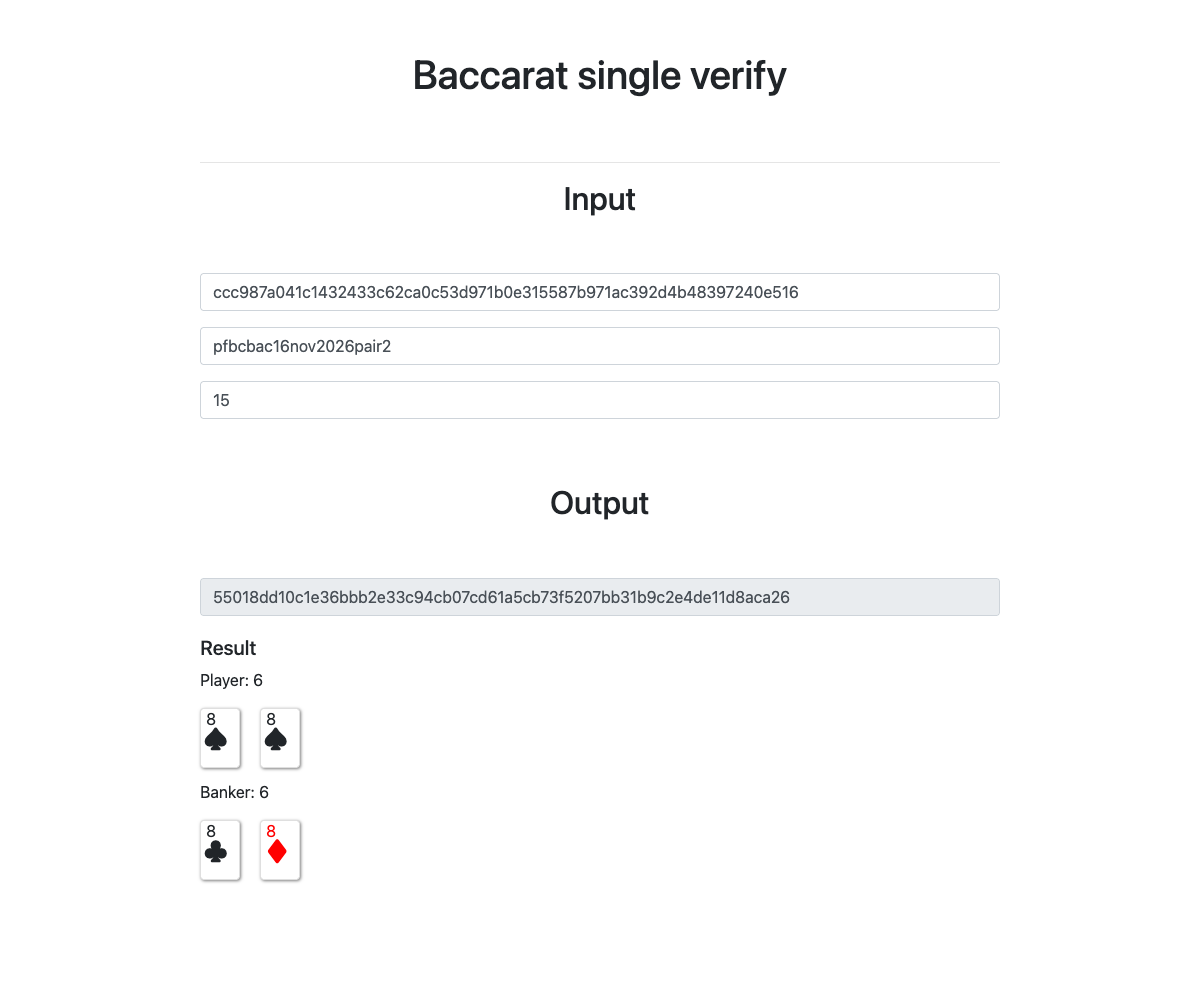 Baccarat single verify
Input
ccc987a041c1432433c62ca0c53d971b0e315587b971ac392d4b48397240e516
pfbcbac16nov2026pair2
15
Output
55018dd10c1e36bbb2e33c94cb07cd61a5cb73f5207bb31b9c2e4de11d8aca26
Result
Player: 6
8 8
Banker: 6
8 8